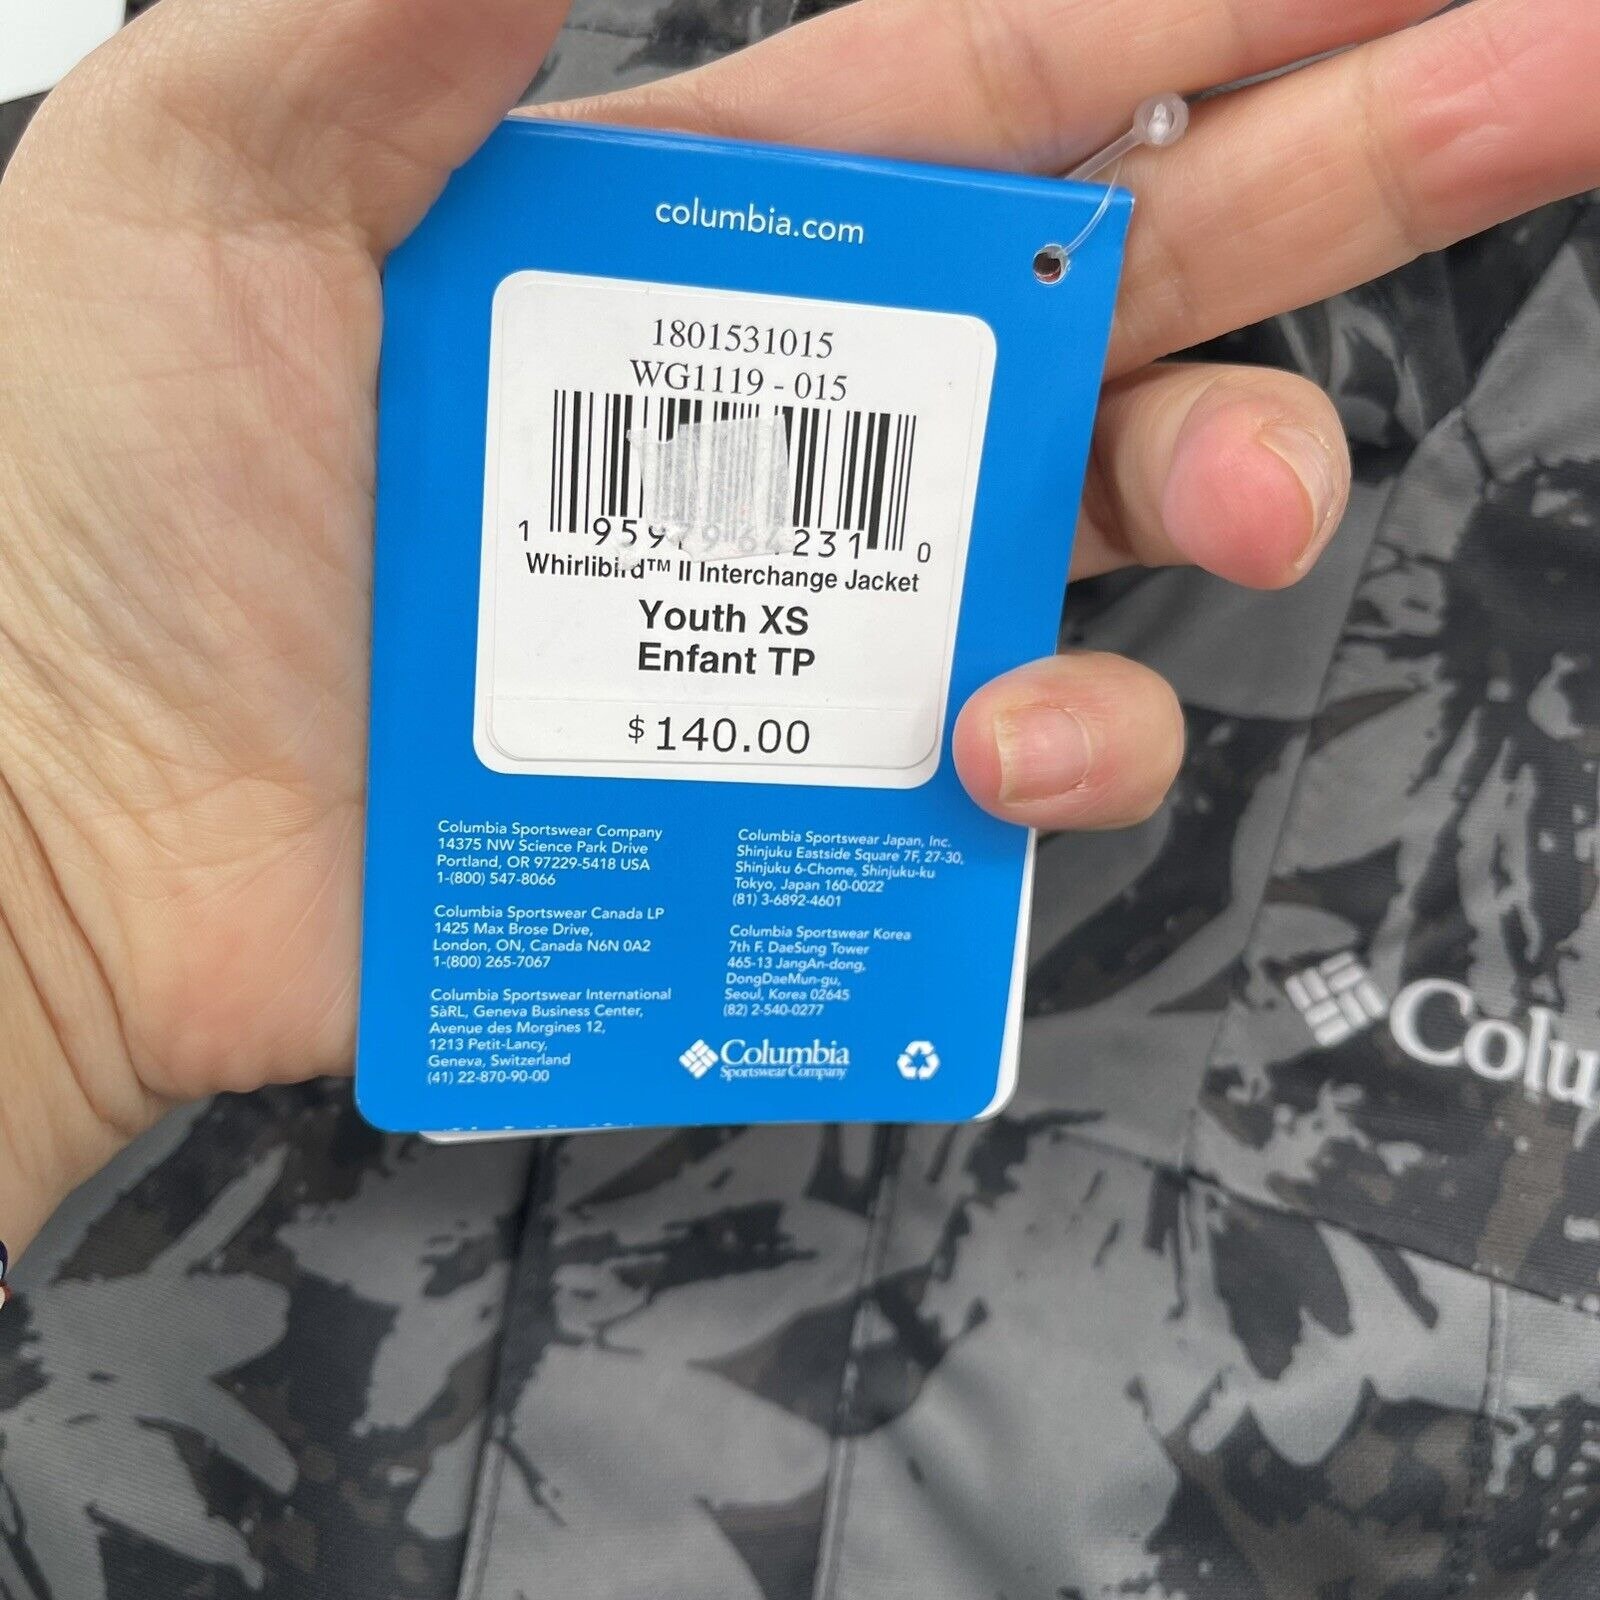 columbia.com
1801531015
WG1119 - 015
1 95979 64231 0
Whirlibird™ II Interchange Jacket
Youth XS
Enfant TP
$ 140.00
Columbia Sportswear Company
14375 NW Science Park Drive
Portland, OR 97229-5418 USA
1-(800) 547-8066
Columbia Sportswear Canada LP
1425 Max Brose Drive,
London, ON, Canada N6N 0A2
1-(800) 265-7067
Columbia Sportswear International
SàRL, Geneva Business Center,
Avenue des Morgines 12,
1213 Petit-Lancy,
Geneva, Switzerland
(41) 22-870-90-00
Columbia Sportswear Japan, Inc.
Shinjuku Eastside Square 7F, 27-30,
Shinjuku 6-Chome, Shinjuku-ku
Tokyo, Japan 160-0022
(81) 3-6892-4601
Columbia Sportswear Korea
7th F. DaeSung Tower
465-13 JangAn-dong,
DongDaeMun-gu,
Seoul, Korea 02645
(82) 2-540-0277
Columbia
Sportswear Company
Colu